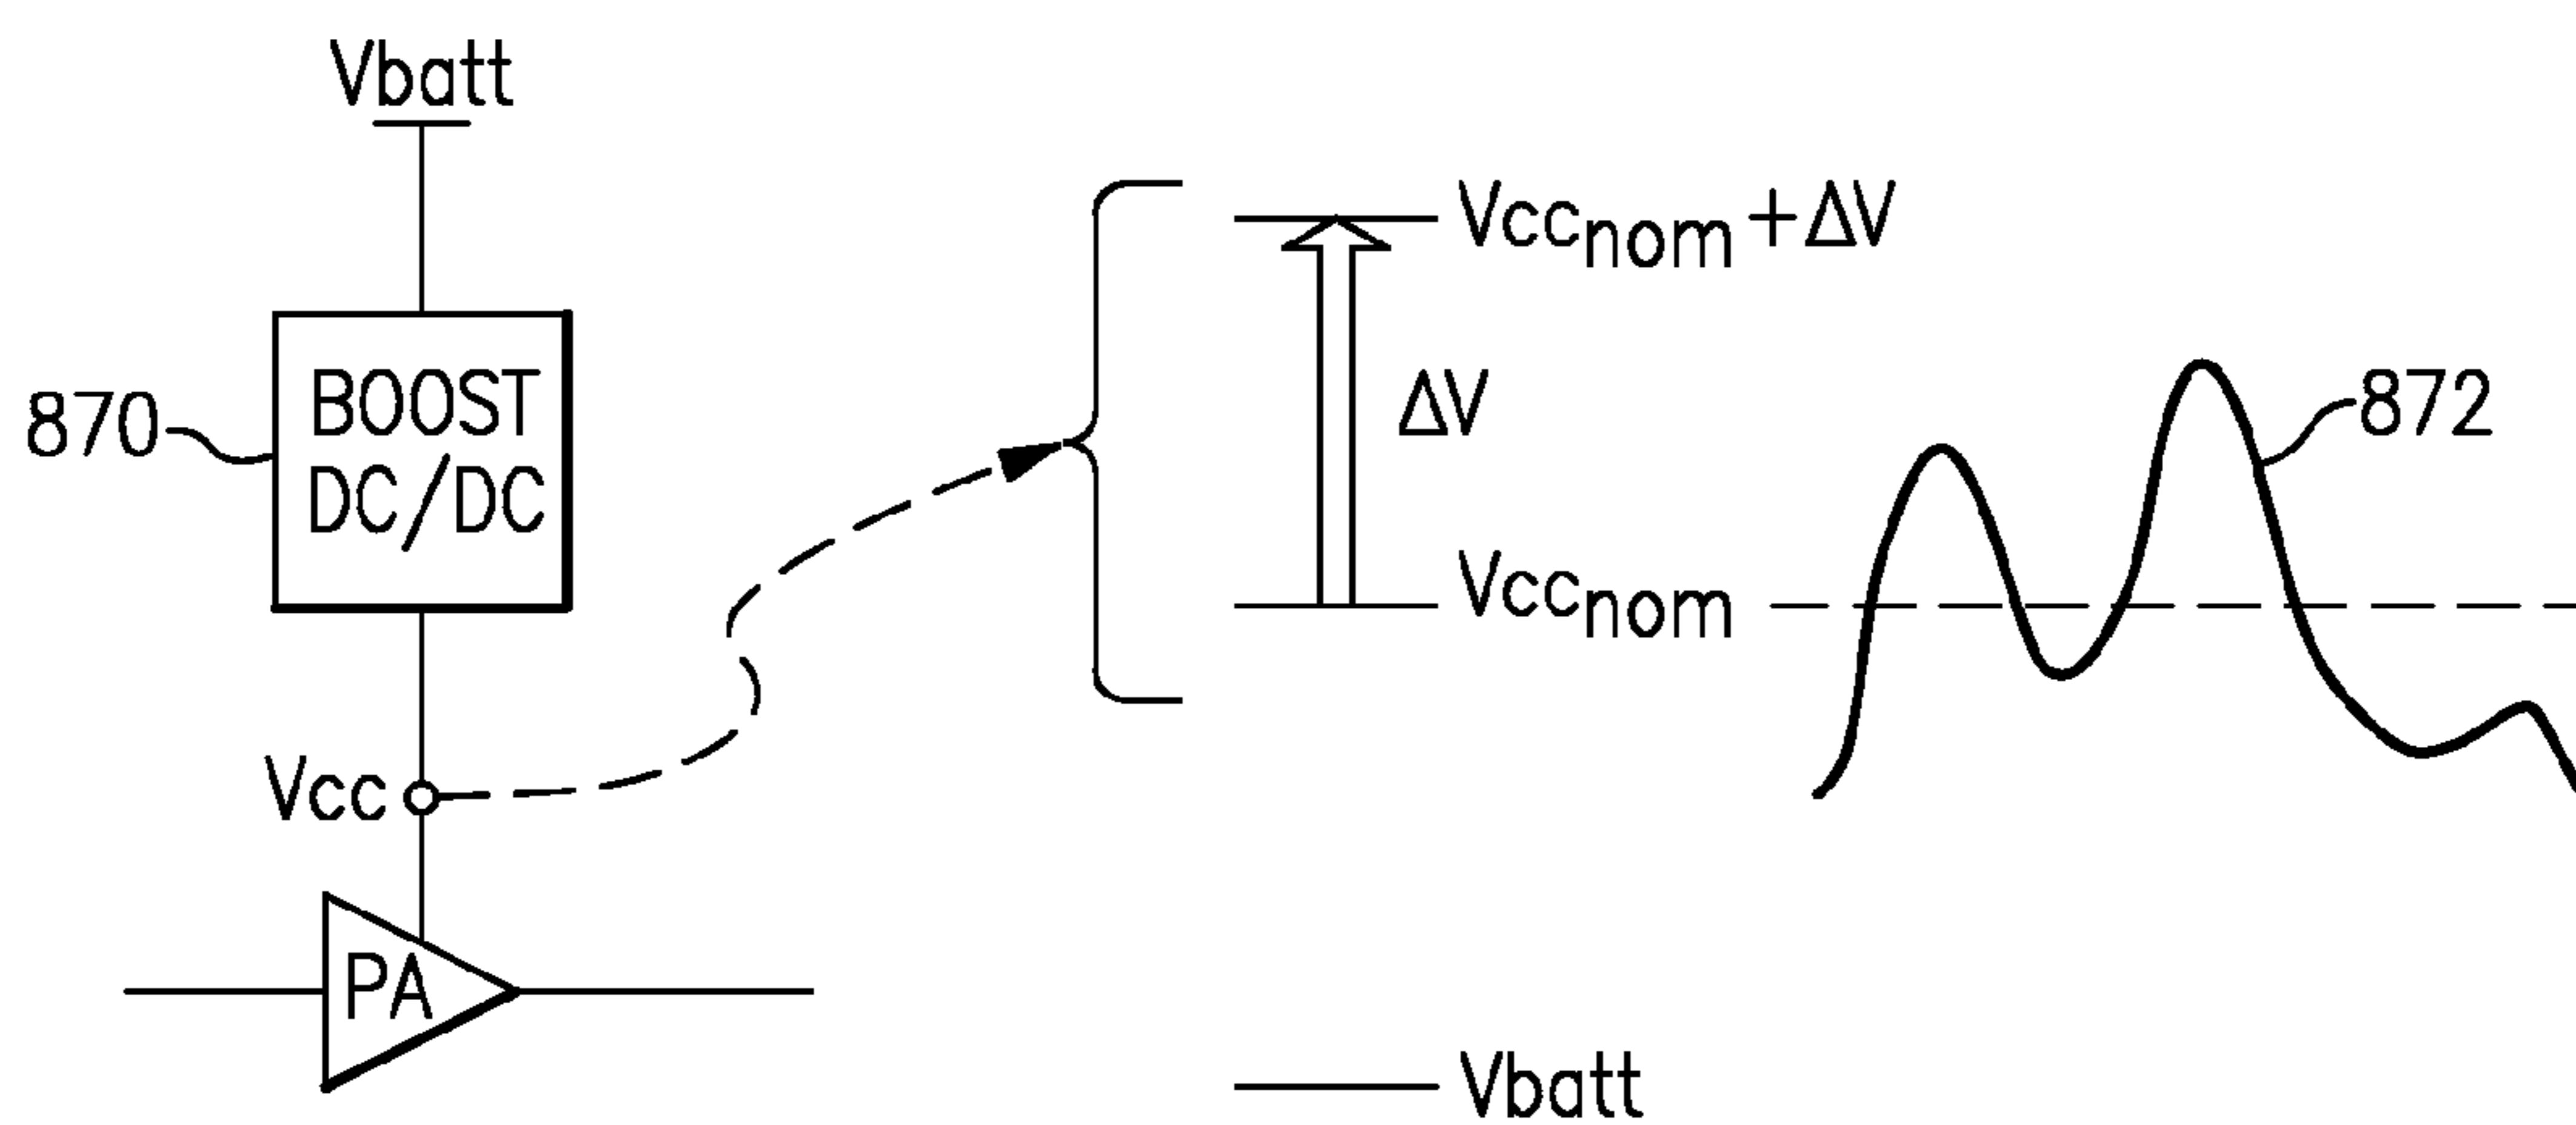 Vbatt
870
BOOST
DC/DC
Vcc
PA
Vccnom+ΔV
ΔV
872
Vccnom
Vbatt